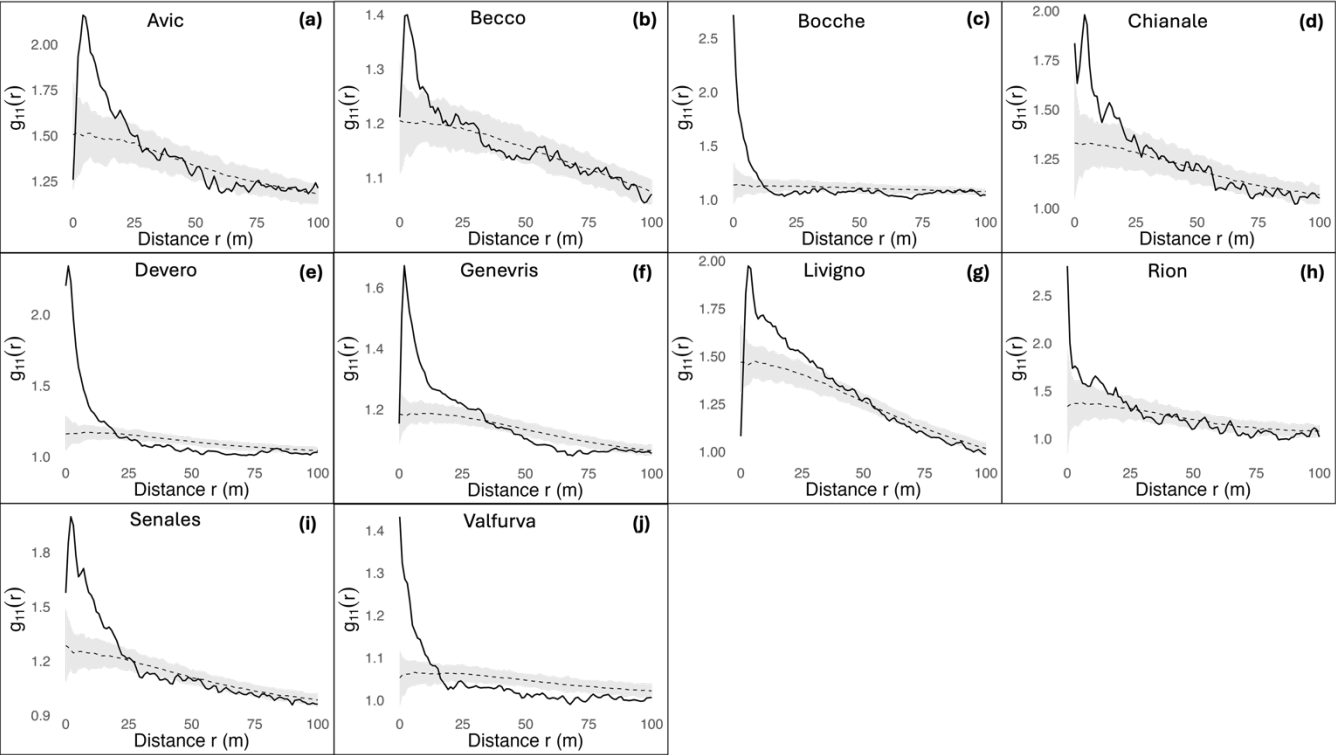 Avic (a)
g11(r)
2.00
1.75
1.50
1.25
0 25 50 75 100
Distance r (m)
Becco (b)
g11(r)
1.4
1.3
1.2
1.1
0 25 50 75 100
Distance r (m)
Bocche (c)
g11(r)
2.5
2.0
1.5
1.0
0 25 50 75 100
Distance r (m)
Chianale (d)
g11(r)
2.00
1.75
1.50
1.25
1.00
0 25 50 75 100
Distance r (m)
Devero (e)
g11(r)
2.0
1.5
1.0
0 25 50 75 100
Distance r (m)
Genevris (f)
g11(r)
1.6
1.4
1.2
0 25 50 75 100
Distance r (m)
Livigno (g)
g11(r)
2.00
1.75
1.50
1.25
1.00
0 25 50 75 100
Distance r (m)
Rion (h)
g11(r)
2.5
2.0
1.5
1.0
0 25 50 75 100
Distance r (m)
Senales (i)
g11(r)
1.8
1.5
1.2
0.9
0 25 50 75 100
Distance r (m)
Valfurva (j)
g11(r)
1.4
1.3
1.2
1.1
1.0
0 25 50 75 100
Distance r (m)